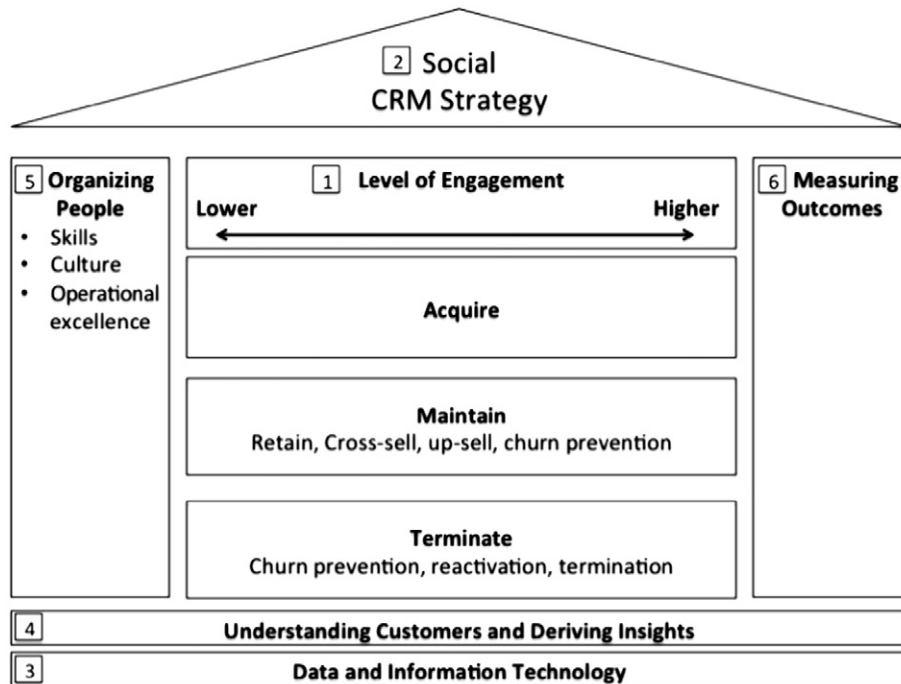 2 Social
CRM Strategy
5 Organizing
People
• Skills
• Culture
• Operational
excellence
1 Level of Engagement
Lower Higher
Acquire
Maintain
Retain, Cross-sell, up-sell, churn prevention
Terminate
Churn prevention, reactivation, termination
6 Measuring
Outcomes
4 Understanding Customers and Deriving Insights
3 Data and Information Technology